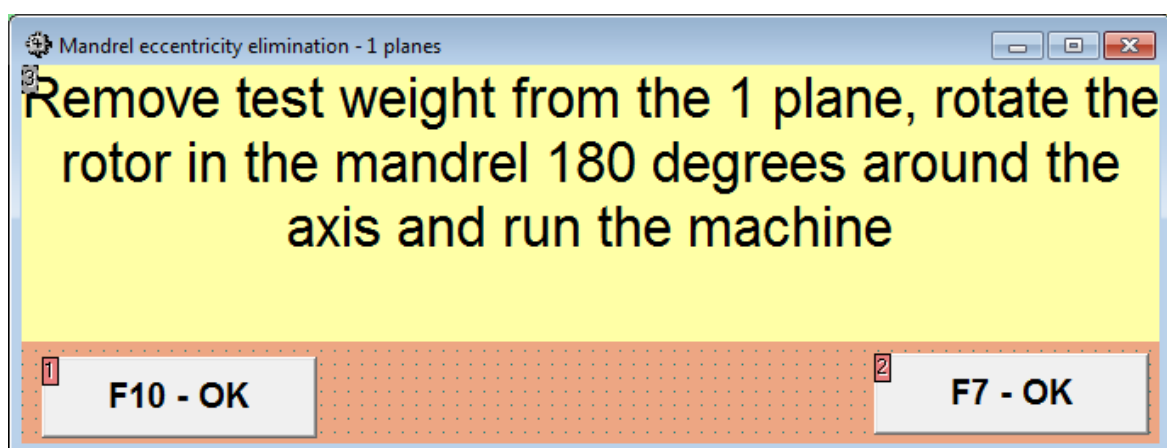 Mandrel eccentricity elimination - 1 planes
3
Remove test weight from the 1 plane, rotate the
rotor in the mandrel 180 degrees around the
axis and run the machine
1
F10 - OK
2
F7 - OK